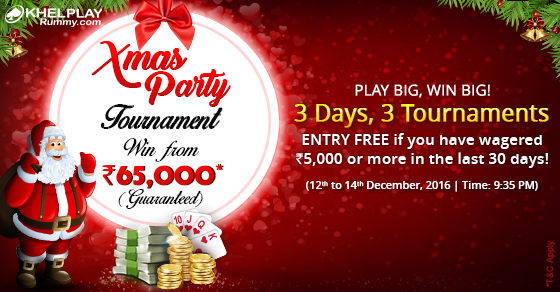 KHELPLAY
Rummy.com
Xmas
Party
Tournament
Win from
₹65,000*
(Guaranteed)
PLAY BIG, WIN BIG!
3 Days, 3 Tournaments
ENTRY FREE if you have wagered
₹5,000 or more in the last 30 days!
(12th to 14th December, 2016 | Time: 9:35 PM)
10 J Q K
*T&C Apply